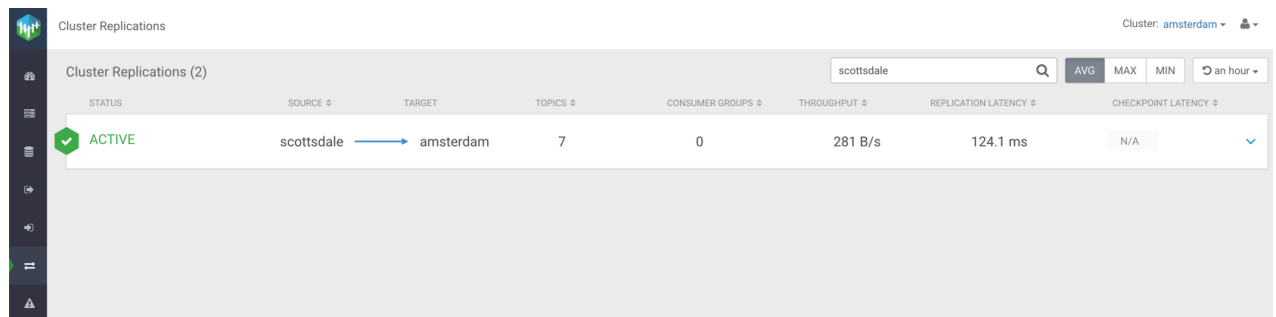 Cluster Replications
Cluster: amsterdam
Cluster Replications (2)
scottsdale
AVG MAX MIN
an hour
STATUS SOURCE TARGET TOPICS CONSUMER GROUPS THROUGHPUT REPLICATION LATENCY CHECKPOINT LATENCY
ACTIVE scottsdale amsterdam 7 0 281 B/s 124.1 ms N/A